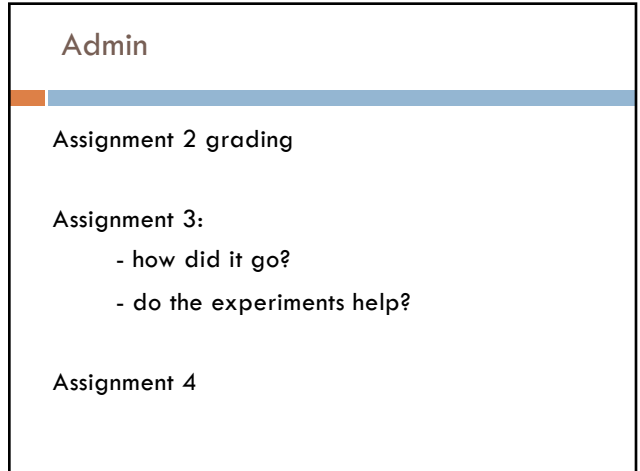 Admin
Assignment 2 grading
Assignment 3:
- how did it go?
- do the experiments help?
Assignment 4